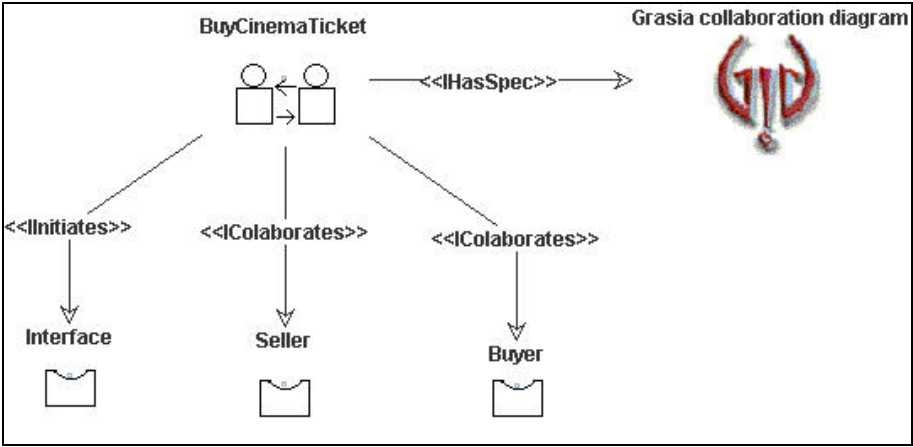 Grasia collaboration diagram
BuyCinemaTicket
<<IHasSpec>>
<<IInitiates>>
<<IColaborates>>
<<IColaborates>>
Interface
Seller
Buyer